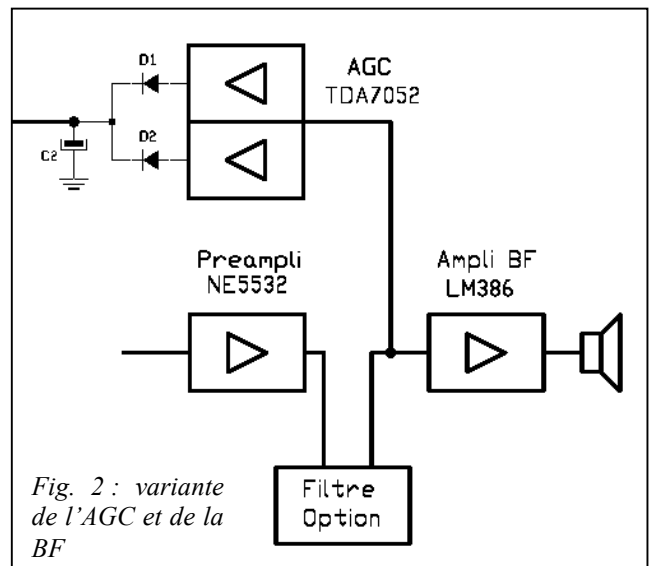 D1
AGC
TDA7052
D2
C2
Preampli
NE5532
Ampli BF
LM386
Filtre
Option
Fig. 2 : variante
de l’AGC et de la
BF